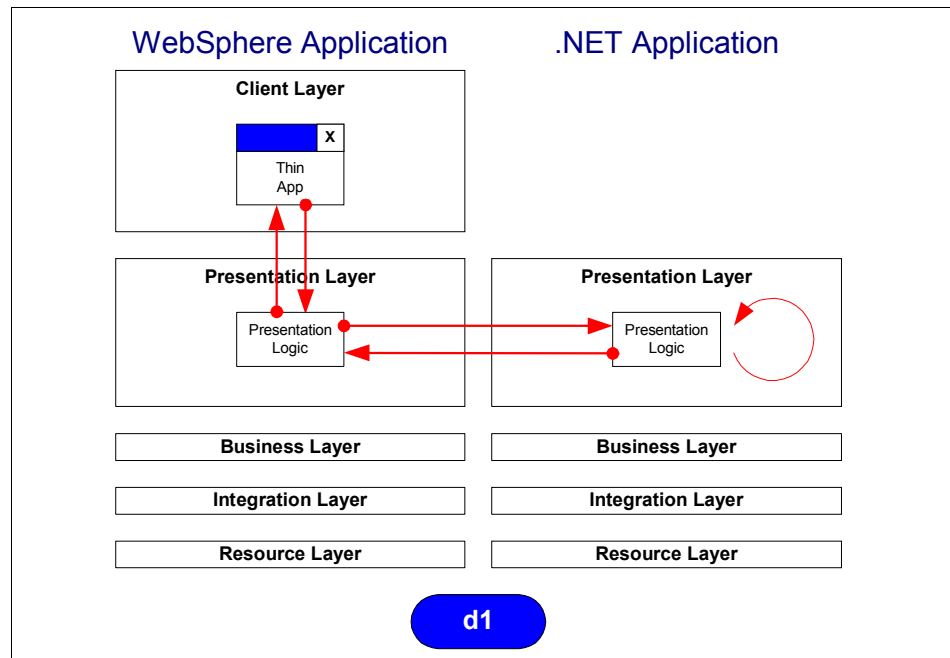 WebSphere Application
.NET Application
Client Layer
X
Thin
App
Presentation Layer
Presentation
Logic
Presentation Layer
Presentation
Logic
Business Layer
Business Layer
Integration Layer
Integration Layer
Resource Layer
Resource Layer
d1